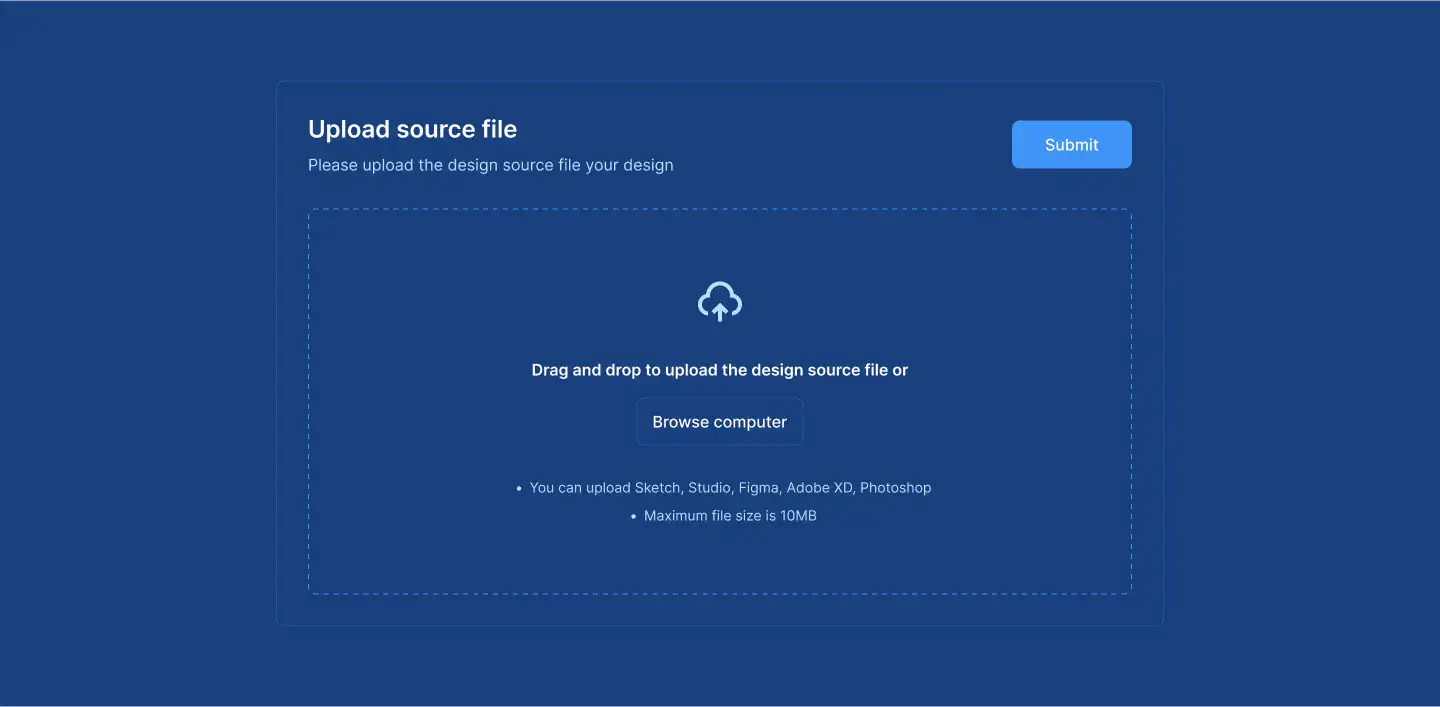 Upload source file
Please upload the design source file your design
Submit
Drag and drop to upload the design source file or
Browse computer
• You can upload Sketch, Studio, Figma, Adobe XD, Photoshop
• Maximum file size is 10MB